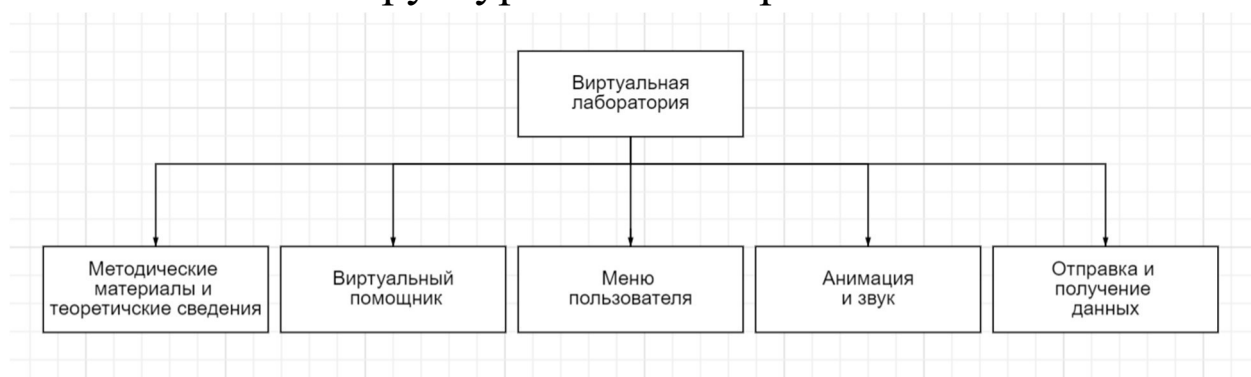 Виртуальная
лаборатория
Методические
материалы и
теоретичские сведения
Виртуальный
помощник
Меню
пользователя
Анимация
и звук
Отправка и
получение
данных